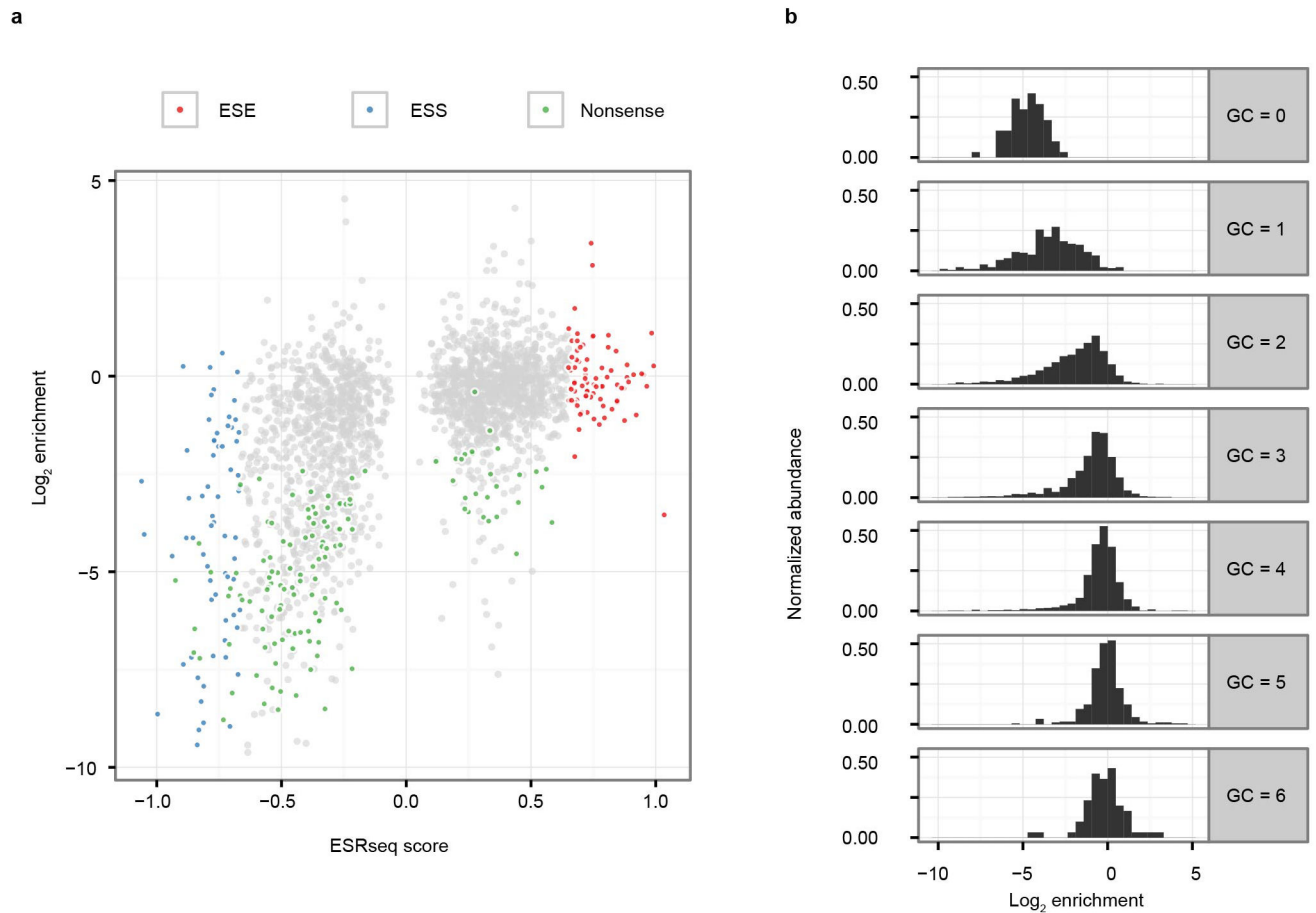 a
ESE ESS Nonsense
5
0
−5
−10
Log2 enrichment
−1.0 −0.5 0.0 0.5 1.0
ESRseq score
b
Normalized abundance
0.50
0.00
GC = 0
0.50
0.00
GC = 1
0.50
0.00
GC = 2
0.50
0.00
GC = 3
0.50
0.00
GC = 4
0.50
0.00
GC = 5
0.50
0.00
GC = 6
−10 −5 0 5
Log2 enrichment